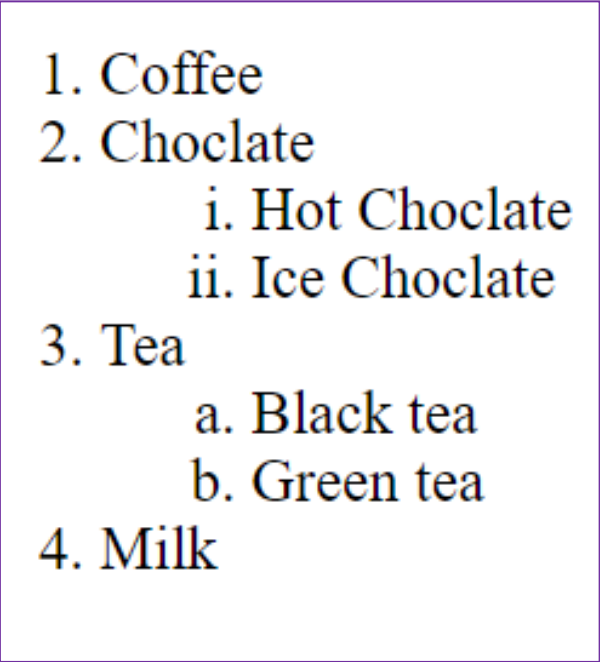 1. Coffee
2. Choclate
i. Hot Choclate
ii. Ice Choclate
3. Tea
a. Black tea
b. Green tea
4. Milk